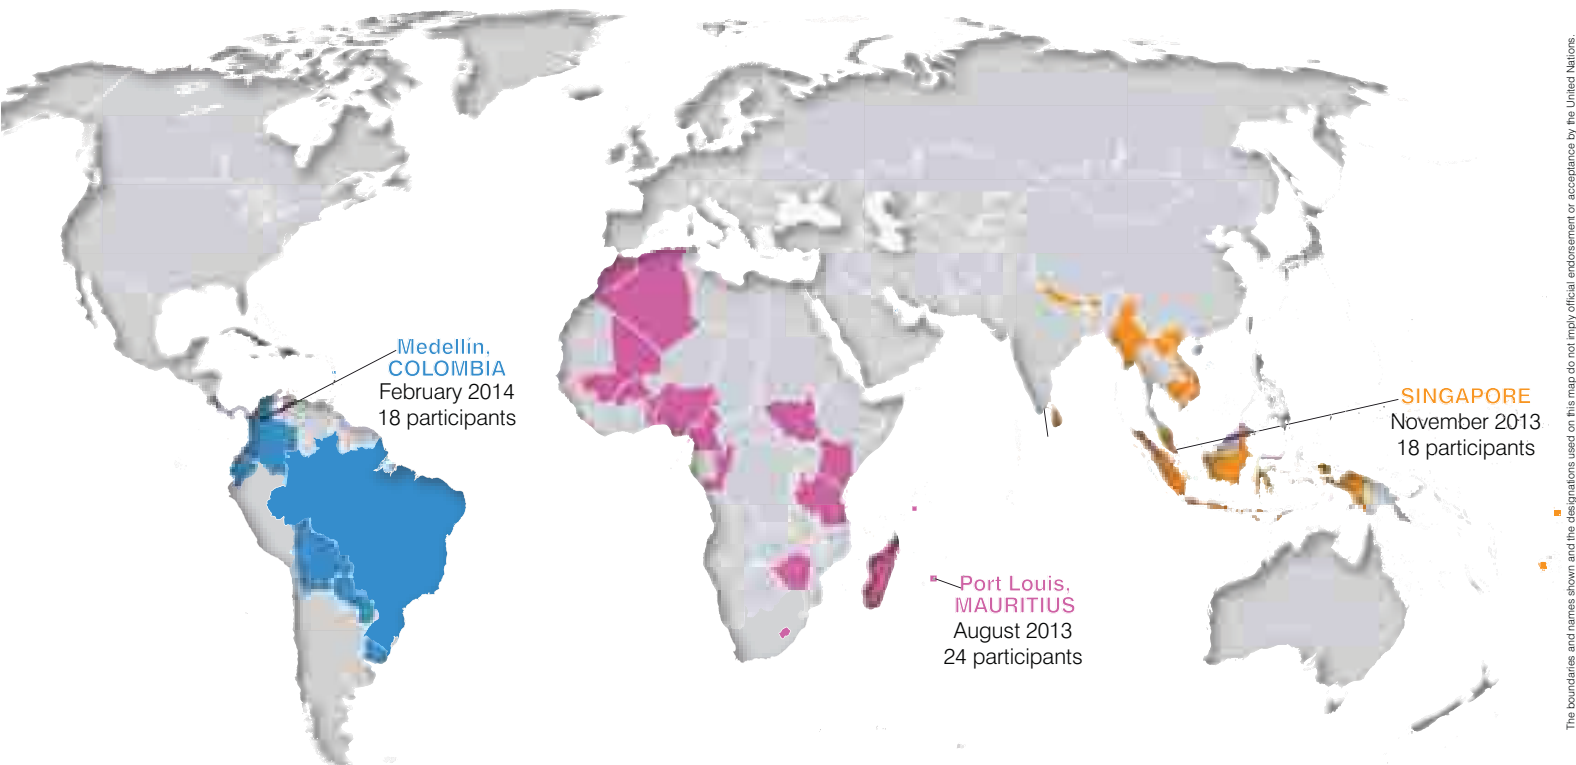 Medellín,
COLOMBIA
February 2014
18 participants
SINGAPORE
November 2013
18 participants
Port Louis,
MAURITIUS
August 2013
24 participants
The boundaries and names shown and the designations used on this map do not imply official endorsement or acceptance by the United Nations.